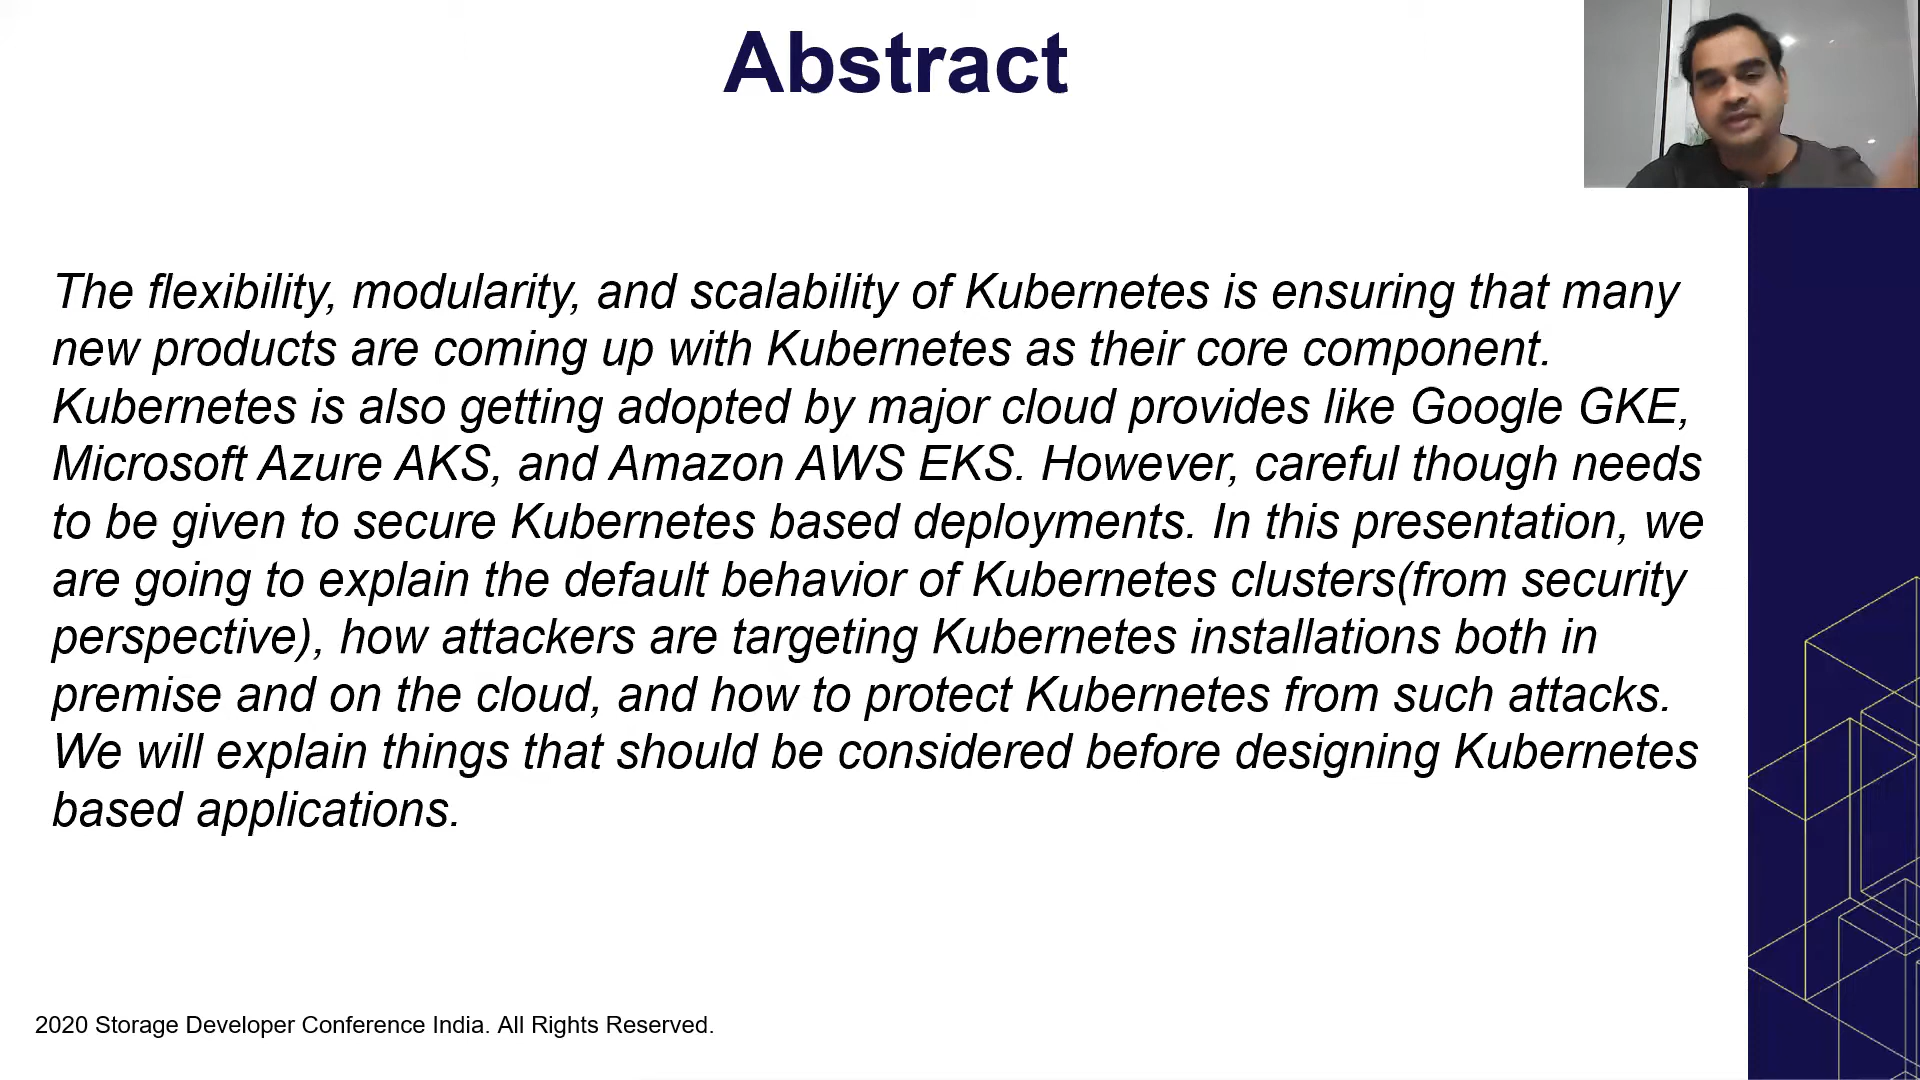 Abstract
The flexibility, modularity, and scalability of Kubernetes is ensuring that many
new products are coming up with Kubernetes as their core component.
Kubernetes is also getting adopted by major cloud provides like Google GKE,
Microsoft Azure AKS, and Amazon AWS EKS. However, careful though needs
to be given to secure Kubernetes based deployments. In this presentation, we
are going to explain the default behavior of Kubernetes clusters(from security
perspective), how attackers are targeting Kubernetes installations both in
premise and on the cloud, and how to protect Kubernetes from such attacks.
We will explain things that should be considered before designing Kubernetes
based applications.
2020 Storage Developer Conference India. All Rights Reserved.